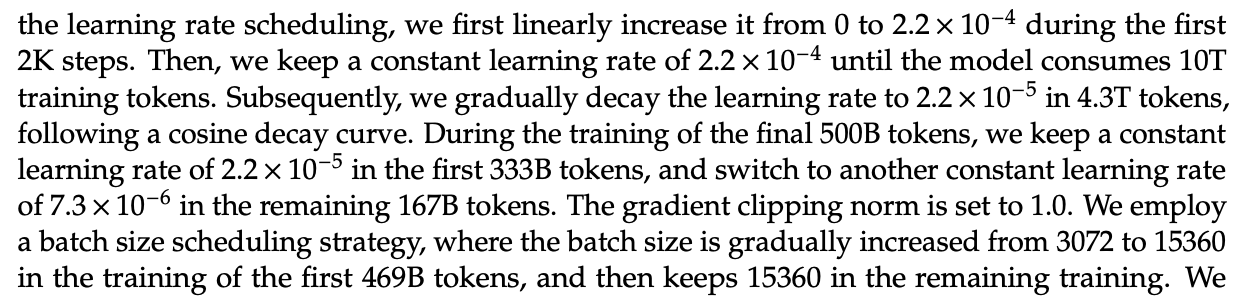 the learning rate scheduling, we first linearly increase it from 0 to 2.2 × 10⁻⁴ during the first
2K steps. Then, we keep a constant learning rate of 2.2 × 10⁻⁴ until the model consumes 10T
training tokens. Subsequently, we gradually decay the learning rate to 2.2 × 10⁻⁵ in 4.3T tokens,
following a cosine decay curve. During the training of the final 500B tokens, we keep a constant
learning rate of 2.2 × 10⁻⁵ in the first 333B tokens, and switch to another constant learning rate
of 7.3 × 10⁻⁶ in the remaining 167B tokens. The gradient clipping norm is set to 1.0. We employ
a batch size scheduling strategy, where the batch size is gradually increased from 3072 to 15360
in the training of the first 469B tokens, and then keeps 15360 in the remaining training. We